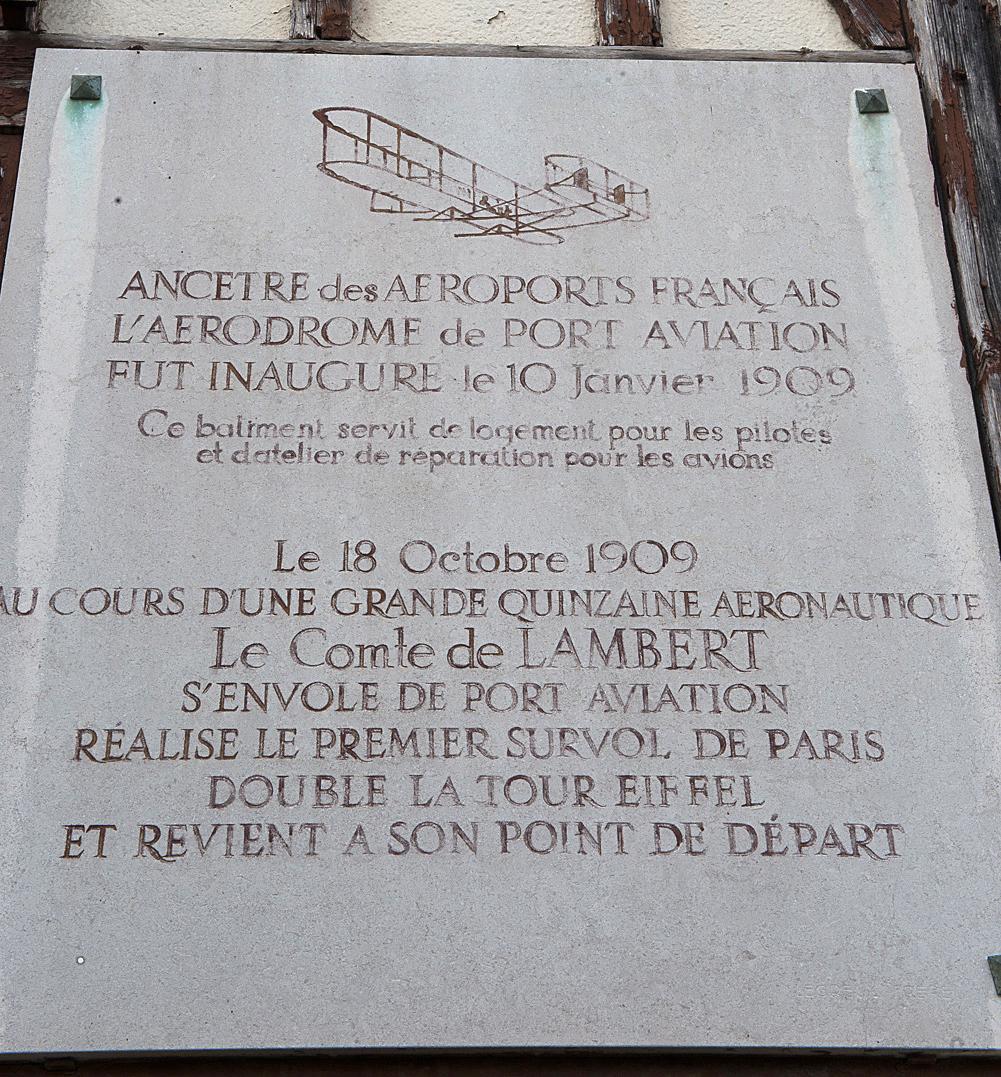 ANCETRE des AEROPORTS FRANÇAIS
L'AERODROME de PORT AVIATION
FUT INAUGURÉ le 10 Janvier 1909
Ce batiment servit de logement pour les pilotes
et datelier de réparation pour les avions
Le 18 Octobre 1909
AU COURS D'UNE GRANDE QUINZAINE AERONAUTIQUE
Le Comte de LAMBERT
S'ENVOLE DE PORT AVIATION
RÉALISE LE PREMIER SURVOL DE PARIS
DOUBLE LA TOUR EIFFEL
ET REVIENT A SON POINT DE DÉPART